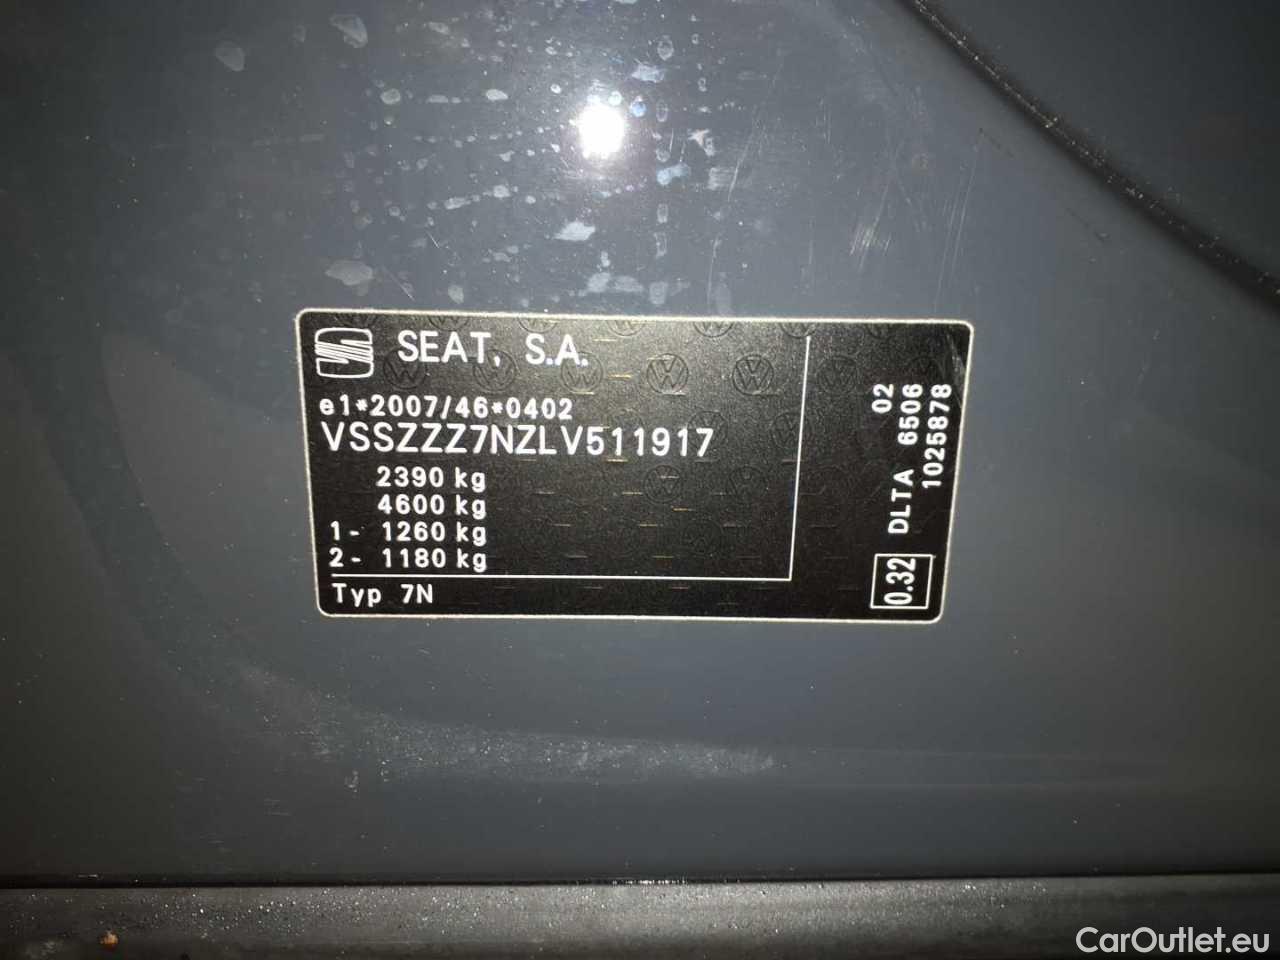 SEAT, S.A.
e1*2007/46*0402
VSSZZZ7NZLV511917
2390 kg
4600 kg
1- 1260 kg
2- 1180 kg
Typ 7N
02
DLTA 6506
1025878
0.32
CarOutlet.eu